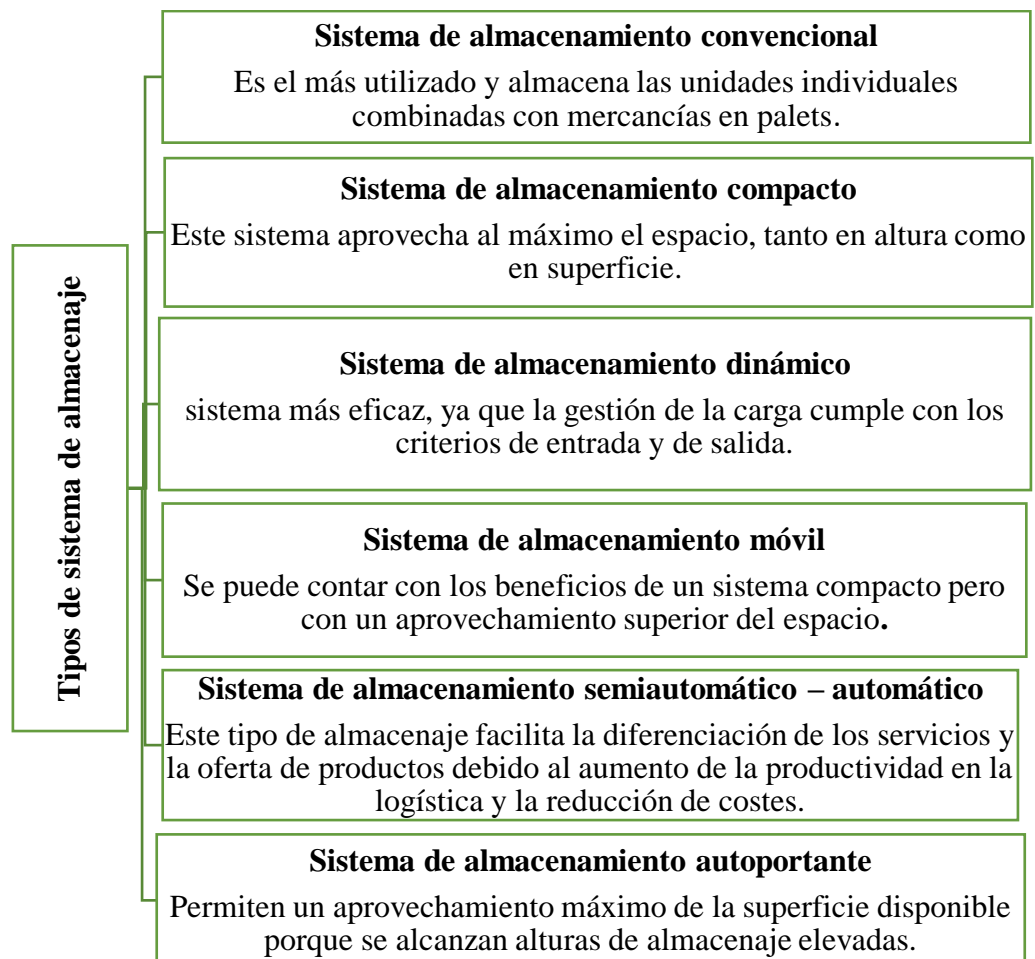 Tipos de sistema de almacenaje
Sistema de almacenamiento convencional
Es el más utilizado y almacena las unidades individuales
combinadas con mercancías en palets.
Sistema de almacenamiento compacto
Este sistema aprovecha al máximo el espacio, tanto en altura como
en superficie.
Sistema de almacenamiento dinámico
sistema más eficaz, ya que la gestión de la carga cumple con los
criterios de entrada y de salida.
Sistema de almacenamiento móvil
Se puede contar con los beneficios de un sistema compacto pero
con un aprovechamiento superior del espacio.
Sistema de almacenamiento semiautomático – automático
Este tipo de almacenaje facilita la diferenciación de los servicios y
la oferta de productos debido al aumento de la productividad en la
logística y la reducción de costes.
Sistema de almacenamiento autoportante
Permiten un aprovechamiento máximo de la superficie disponible
porque se alcanzan alturas de almacenaje elevadas.